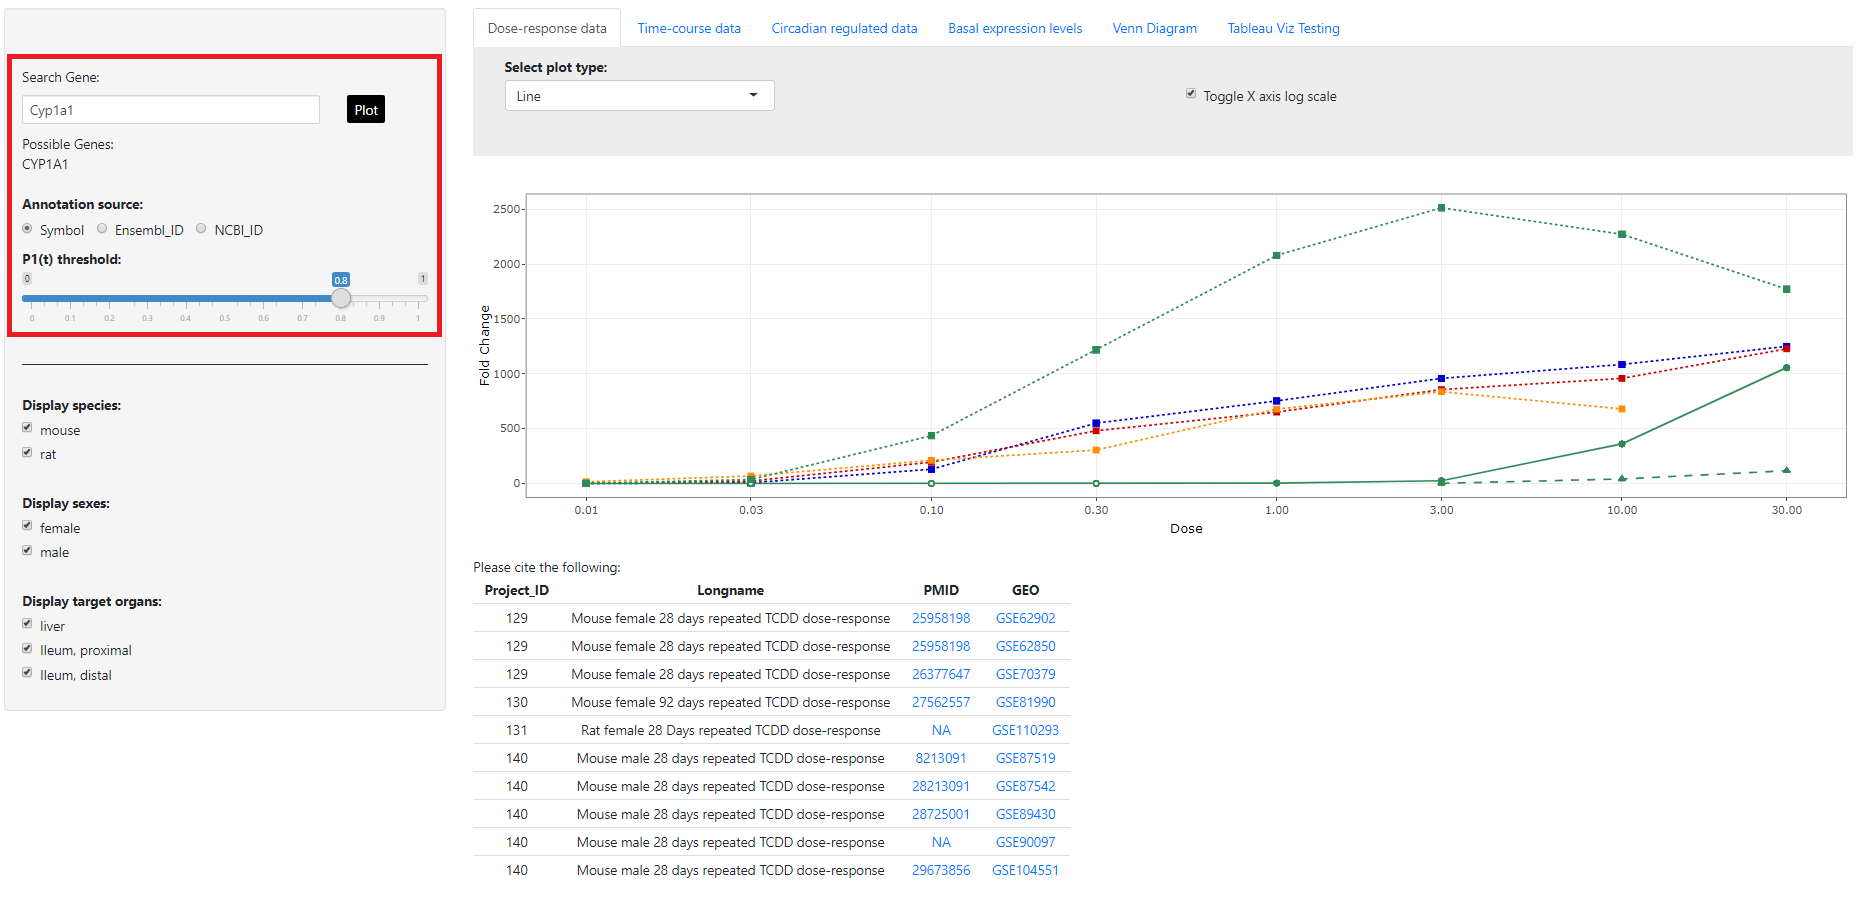 Search Gene:
Cyp1a1
Plot
Possible Genes:
CYP1A1
Annotation source:
Symbol Ensembl_ID NCBI_ID
P1(t) threshold:
0 0.8 1
0 0.1 0.2 0.3 0.4 0.5 0.6 0.7 0.8 0.9 1
Display species:
mouse
rat
Display sexes:
female
male
Display target organs:
liver
Ileum, proximal
Ileum, distal
Dose-response data Time-course data Circadian regulated data Basal expression levels Venn Diagram Tableau Viz Testing
Select plot type:
Line
Toggle X axis log scale
2500
2000
1500
1000
500
0
Fold Change
0.01 0.03 0.10 0.30 1.00 3.00 10.00 30.00
Dose
Please cite the following:
Project_ID Longname PMID GEO
129 Mouse female 28 days repeated TCDD dose-response 25958198 GSE62902
129 Mouse female 28 days repeated TCDD dose-response 25958198 GSE62850
129 Mouse female 28 days repeated TCDD dose-response 26377647 GSE70379
130 Mouse female 92 days repeated TCDD dose-response 27562557 GSE81990
131 Rat female 28 Days repeated TCDD dose-response NA GSE110293
140 Mouse male 28 days repeated TCDD dose-response 8213091 GSE87519
140 Mouse male 28 days repeated TCDD dose-response 28213091 GSE87542
140 Mouse male 28 days repeated TCDD dose-response 28725001 GSE89430
140 Mouse male 28 days repeated TCDD dose-response NA GSE90097
140 Mouse male 28 days repeated TCDD dose-response 29673856 GSE104551